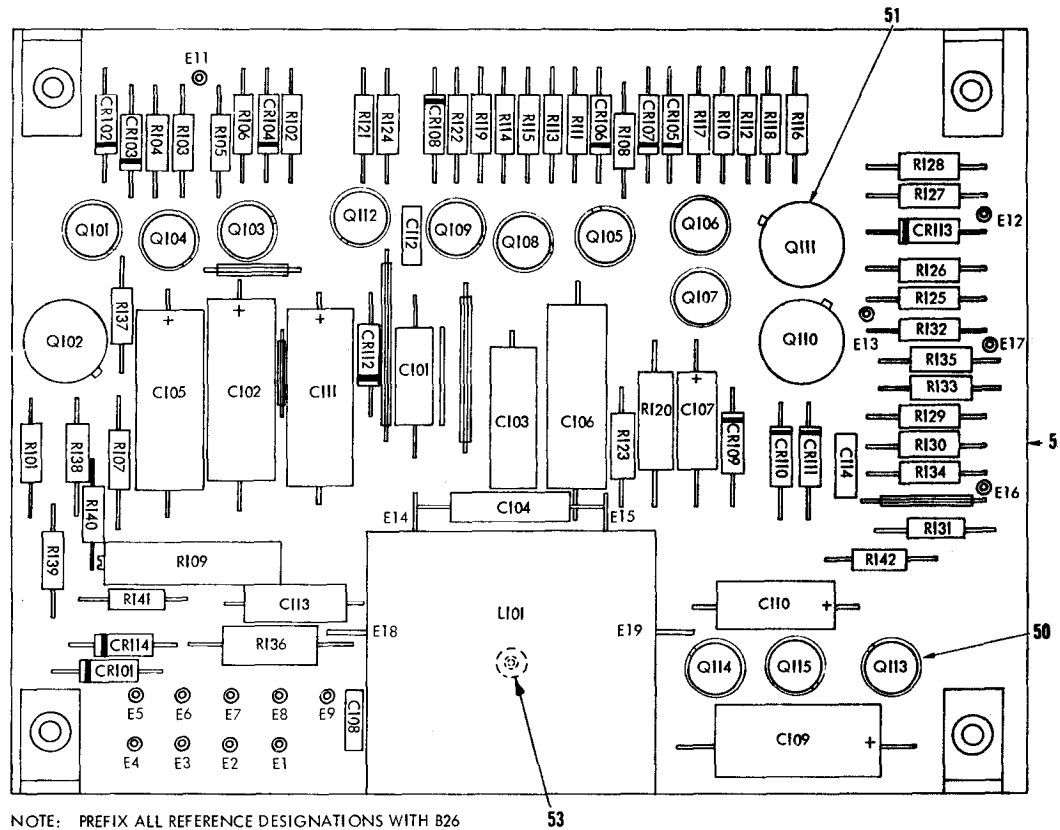 51
E11
CR102
CR103
R104
R103
R105
R106
CR104
R102
R121
R124
CR108
R122
R119
R114
R115
R113
R111
CR106
R108
CR107
CR105
R117
R110
R112
R118
R116
R128
R127
E12
CR113
Q101
Q104
Q103
Q112
C112
Q109
Q108
Q105
Q106
Q111
R126
R125
Q107
R137
E13
R132
E17
Q102
C105
+
C102
+
C111
+
CR112
C101
C103
C106
R120
C107
+
Q110
R135
R133
R129
R101
R138
R107
R123
CR109
CR110
CR111
C114
R130
5
R134
E16
R140
E14
C104
E15
R131
R139
R109
R142
R141
C113
L101
C110
+
E18
E19
50
CR114
R136
CR101
Q114
Q115
Q113
E5
E6
E7
E8
E9
C108
E4
E3
E2
E1
C109
+
NOTE: PREFIX ALL REFERENCE DESIGNATIONS WITH B26
53